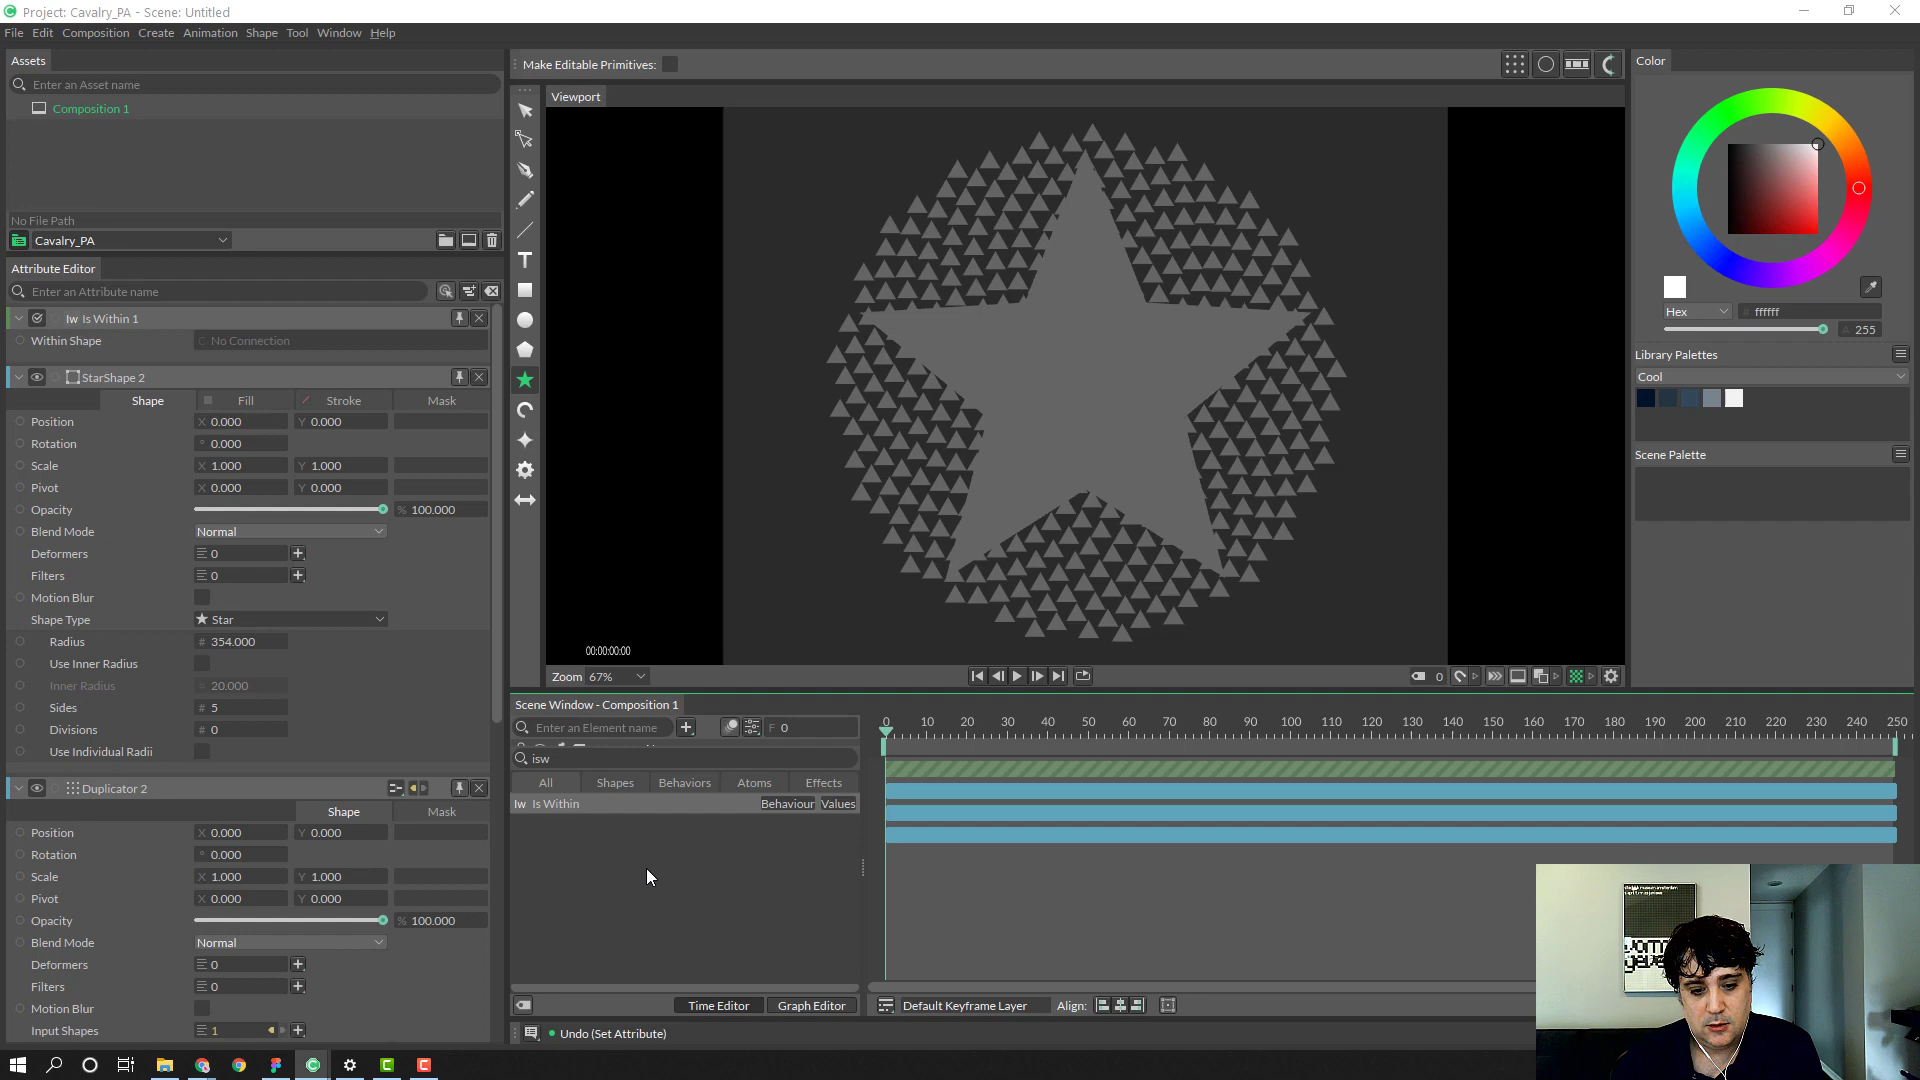 Project: Cavalry_PA - Scene: Untitled
File Edit Composition Create Animation Shape Tool Window Help
Assets
Enter an Asset name
Composition 1
No File Path
Cavalry_PA
Attribute Editor
Enter an Attribute name
Iw Is Within 1
Within Shape C No Connection
StarShape 2
Shape Fill Stroke Mask
Position X 0.000 Y 0.000
Rotation ° 0.000
Scale X 1.000 Y 1.000
Pivot X 0.000 Y 0.000
Opacity % 100.000
Blend Mode Normal
Deformers 0
Filters 0
Motion Blur
Shape Type Star
Radius # 354.000
Use Inner Radius
Inner Radius # 20.000
Sides # 5
Divisions # 0
Use Individual Radii
Duplicator 2
Shape Mask
Position X 0.000 Y 0.000
Rotation ° 0.000
Scale X 1.000 Y 1.000
Pivot X 0.000 Y 0.000
Opacity % 100.000
Blend Mode Normal
Deformers 0
Filters 0
Motion Blur
Input Shapes 1
Make Editable Primitives:
Viewport
00:00:00:00
Zoom 67%
0
Scene Window - Composition 1
Enter an Element name
F 0
isw
All Shapes Behaviors Atoms Effects
Iw Is Within Behaviour Values
0 10 20 30 40 50 60 70 80 90 100 110 120 130 140 150 160 170 180 190 200 210 220 230 240 250
Time Editor Graph Editor
Default Keyframe Layer Align:
Undo (Set Attribute)
Color
Hex # ffffff
A 255
Library Palettes
Cool
Scene Palette